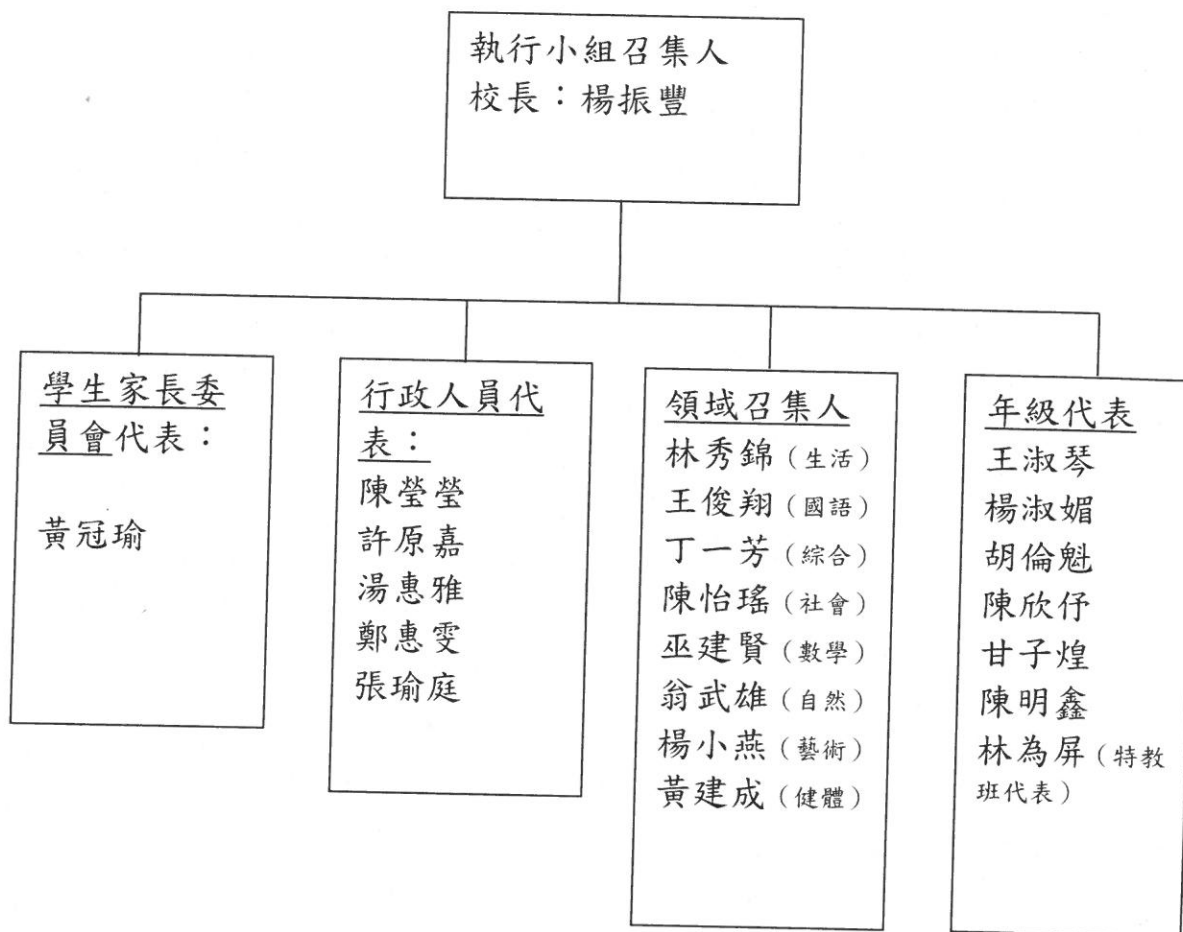 執行小組召集人
校長：楊振豐
學生家長委
員會代表：
黃冠瑜
行政人員代
表：
陳瑩瑩
許原嘉
湯惠雅
鄭惠雯
張瑜庭
領域召集人
林秀錦（生活）
王俊翔（國語）
丁一芳（綜合）
陳怡瑤（社會）
巫建賢（數學）
翁武雄（自然）
楊小燕（藝術）
黃建成（健體）
年級代表
王淑琴
楊淑媚
胡倫魁
陳欣伃
甘子煌
陳明鑫
林為屏（特教
班代表）